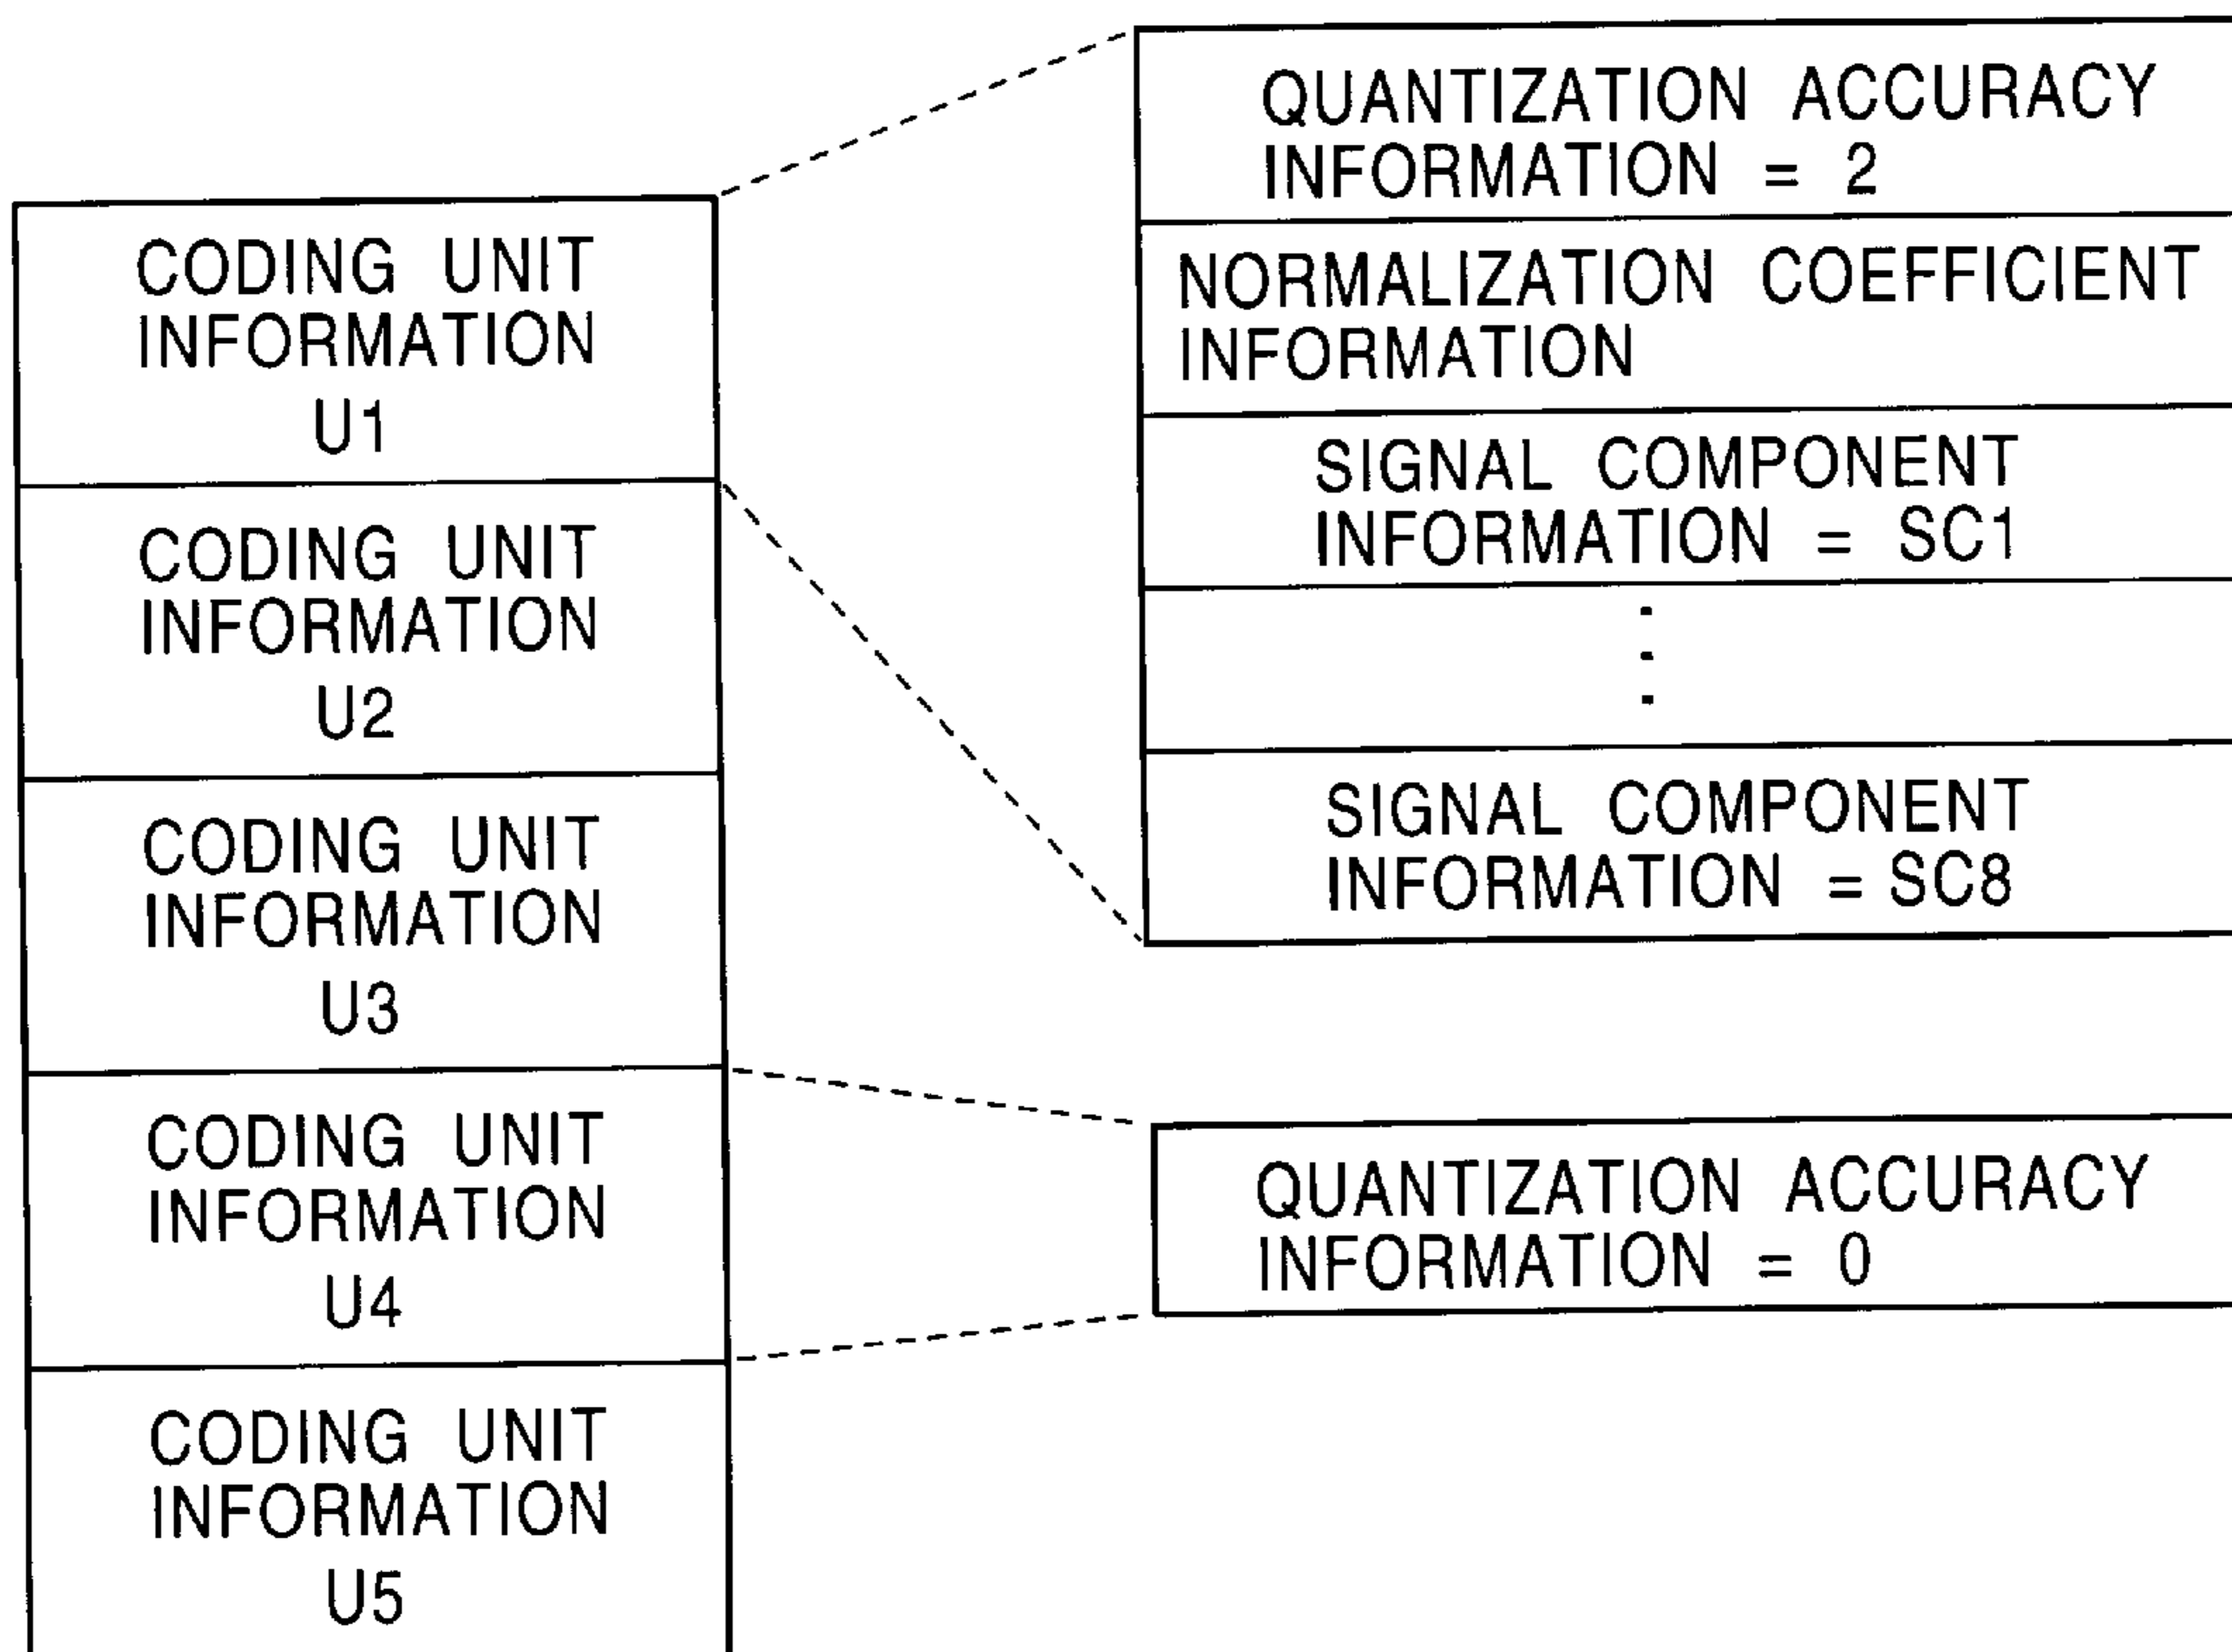 CODING UNIT
INFORMATION
U1
CODING UNIT
INFORMATION
U2
CODING UNIT
INFORMATION
U3
CODING UNIT
INFORMATION
U4
CODING UNIT
INFORMATION
U5
QUANTIZATION ACCURACY
INFORMATION = 2
NORMALIZATION COEFFICIENT
INFORMATION
SIGNAL COMPONENT
INFORMATION = SC1
SIGNAL COMPONENT
INFORMATION = SC8
QUANTIZATION ACCURACY
INFORMATION = 0